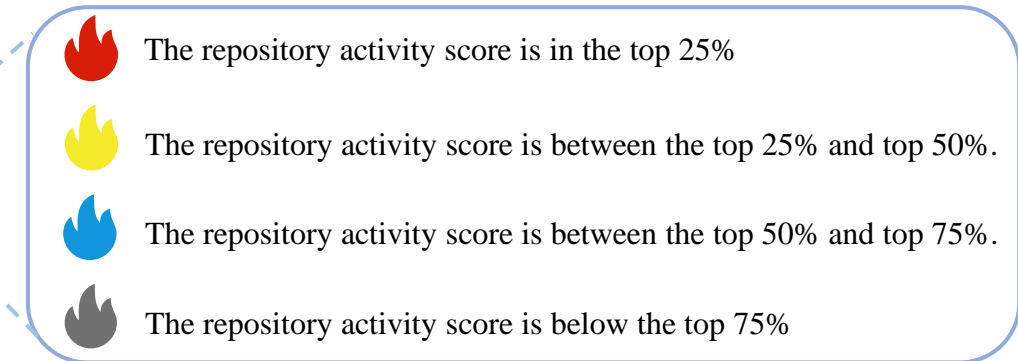 The repository activity score is in the top 25%
The repository activity score is between the top 25% and top 50%.
The repository activity score is between the top 50% and top 75%.
The repository activity score is below the top 75%